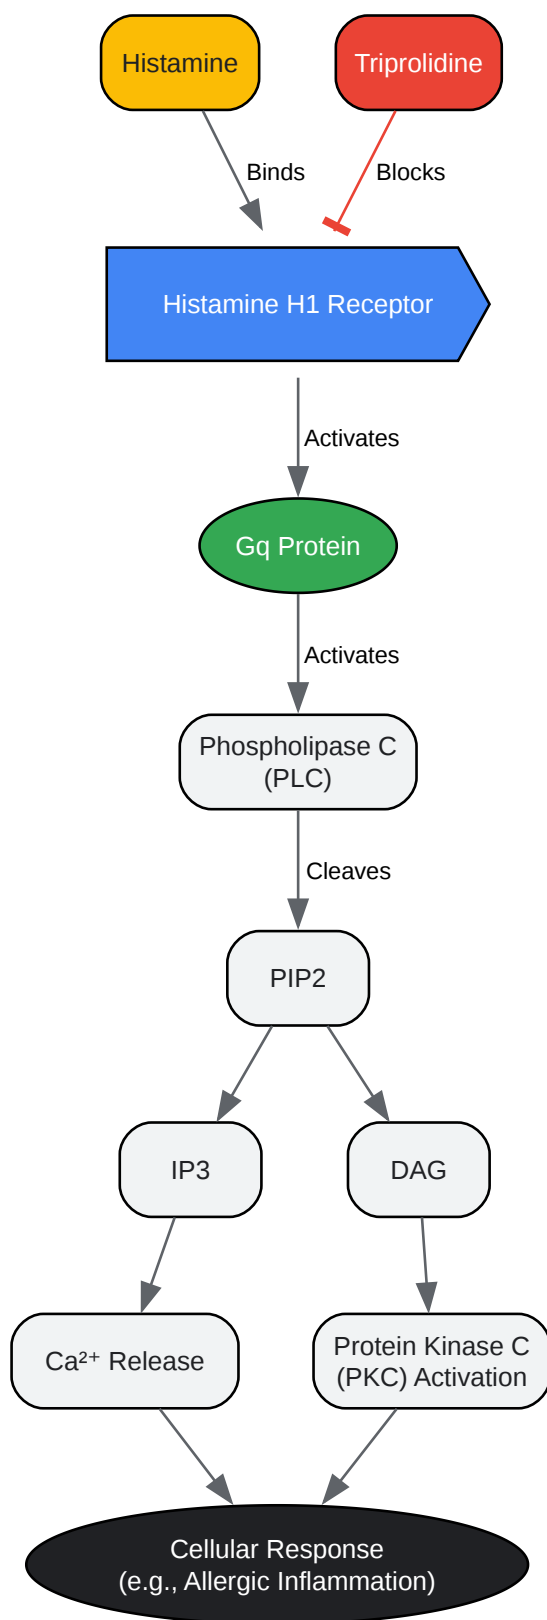 Histamine
Triprolidine
Binds
Blocks
Histamine H1 Receptor
Activates
Gq Protein
Activates
Phospholipase C
(PLC)
Cleaves
PIP2
IP3
DAG
Ca²⁺ Release
Protein Kinase C
(PKC) Activation
Cellular Response
(e.g., Allergic Inflammation)